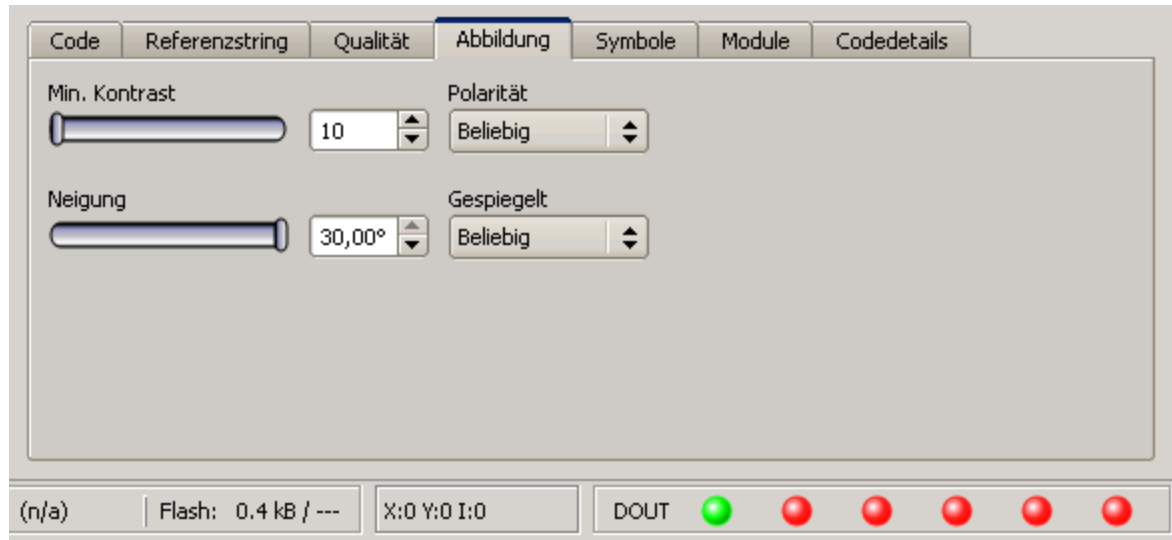 Code Referenzstring Qualität Abbildung Symbole Module Codedetails
Min. Kontrast Polarität
10 Beliebig
Neigung Gespiegelt
30,00° Beliebig
(n/a) Flash: 0.4 kB / --- X:0 Y:0 I:0 DOUT